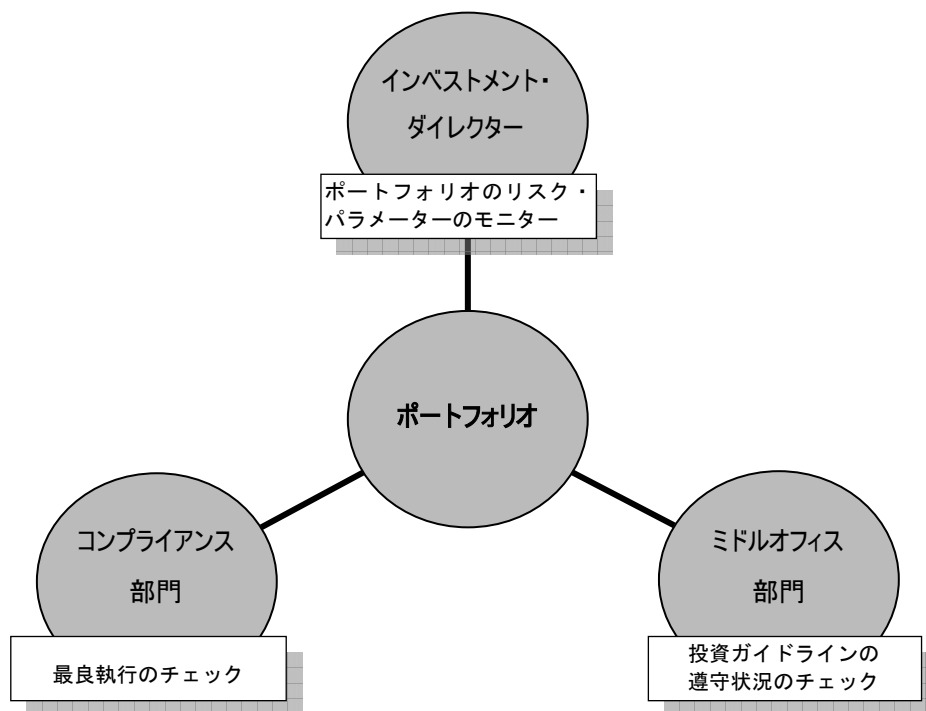 インベストメント・
ダイレクター
ポートフォリオのリスク・
パラメーターのモニター
ポートフォリオ
コンプライアンス
部門
最良執行のチェック
ミドルオフィス
部門
投資ガイドラインの
遵守状況のチェック